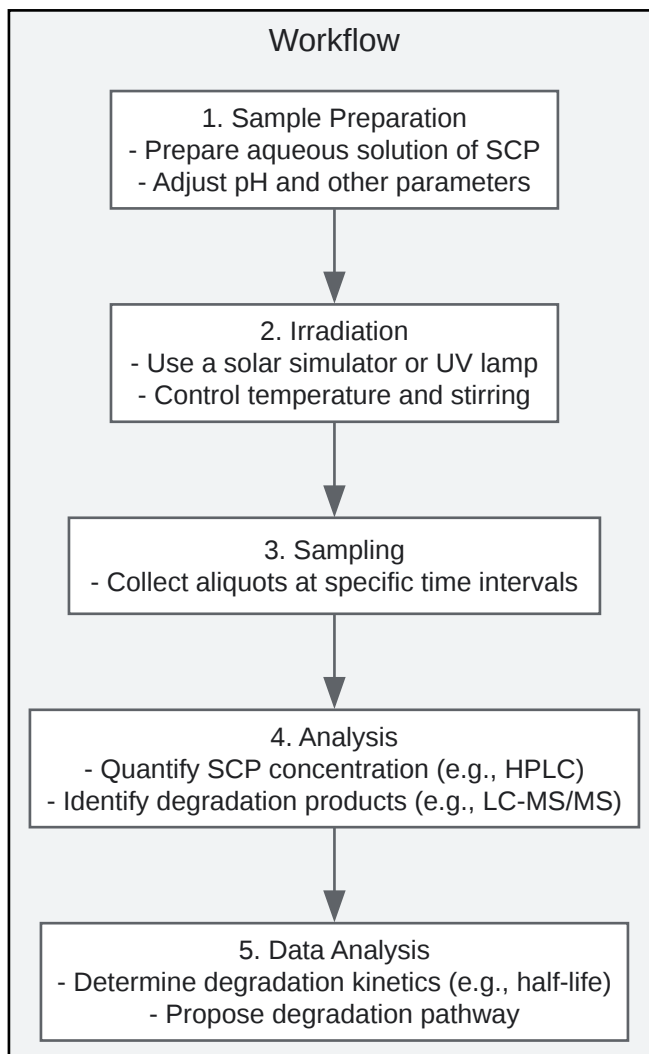 Workflow
1. Sample Preparation
- Prepare aqueous solution of SCP
- Adjust pH and other parameters
2. Irradiation
- Use a solar simulator or UV lamp
- Control temperature and stirring
3. Sampling
- Collect aliquots at specific time intervals
4. Analysis
- Quantify SCP concentration (e.g., HPLC)
- Identify degradation products (e.g., LC-MS/MS)
5. Data Analysis
- Determine degradation kinetics (e.g., half-life)
- Propose degradation pathway